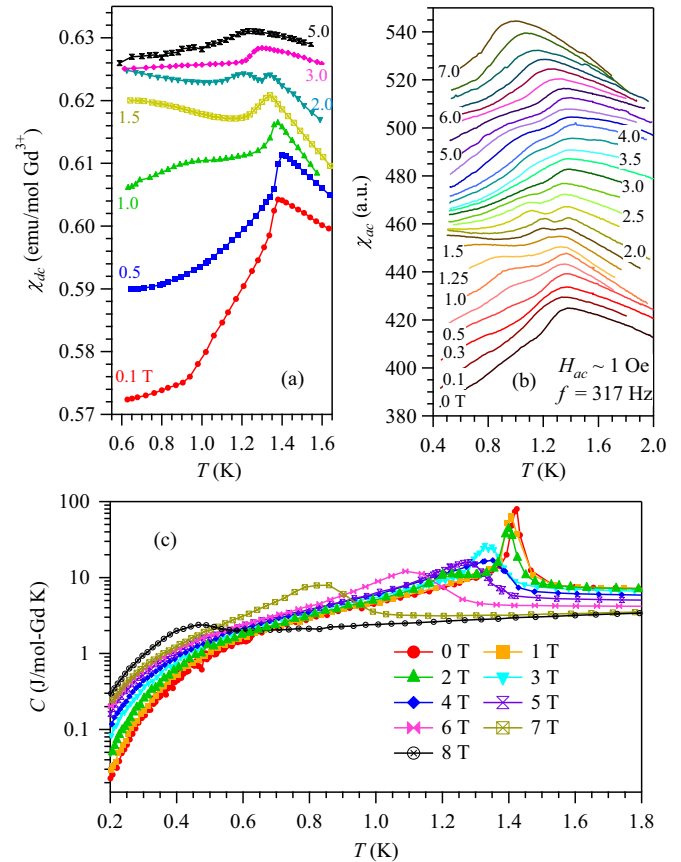 (a)
0.63
0.62
0.61
0.60
0.59
0.58
0.57
0.6
0.8
1.0
1.2
1.4
1.6
χdc (emu/mol Gd³⁺)
T (K)
5.0
3.0
2.0
1.5
1.0
0.5
0.1 T
(b)
540
520
500
480
460
440
420
400
380
0.4
0.8
1.2
1.6
2.0
χac (a.u.)
T (K)
7.0
6.0
5.0
4.0
3.5
3.0
2.5
2.0
1.5
1.25
1.0
0.5
0.3
0.1
0 T
Hac ~ 1 Oe
f = 317 Hz
(c)
100
10
1
0.1
0.2
0.4
0.6
0.8
1.0
1.2
1.4
1.6
1.8
C (J/mol-Gd K)
T (K)
0 T
1 T
2 T
3 T
4 T
5 T
6 T
7 T
8 T